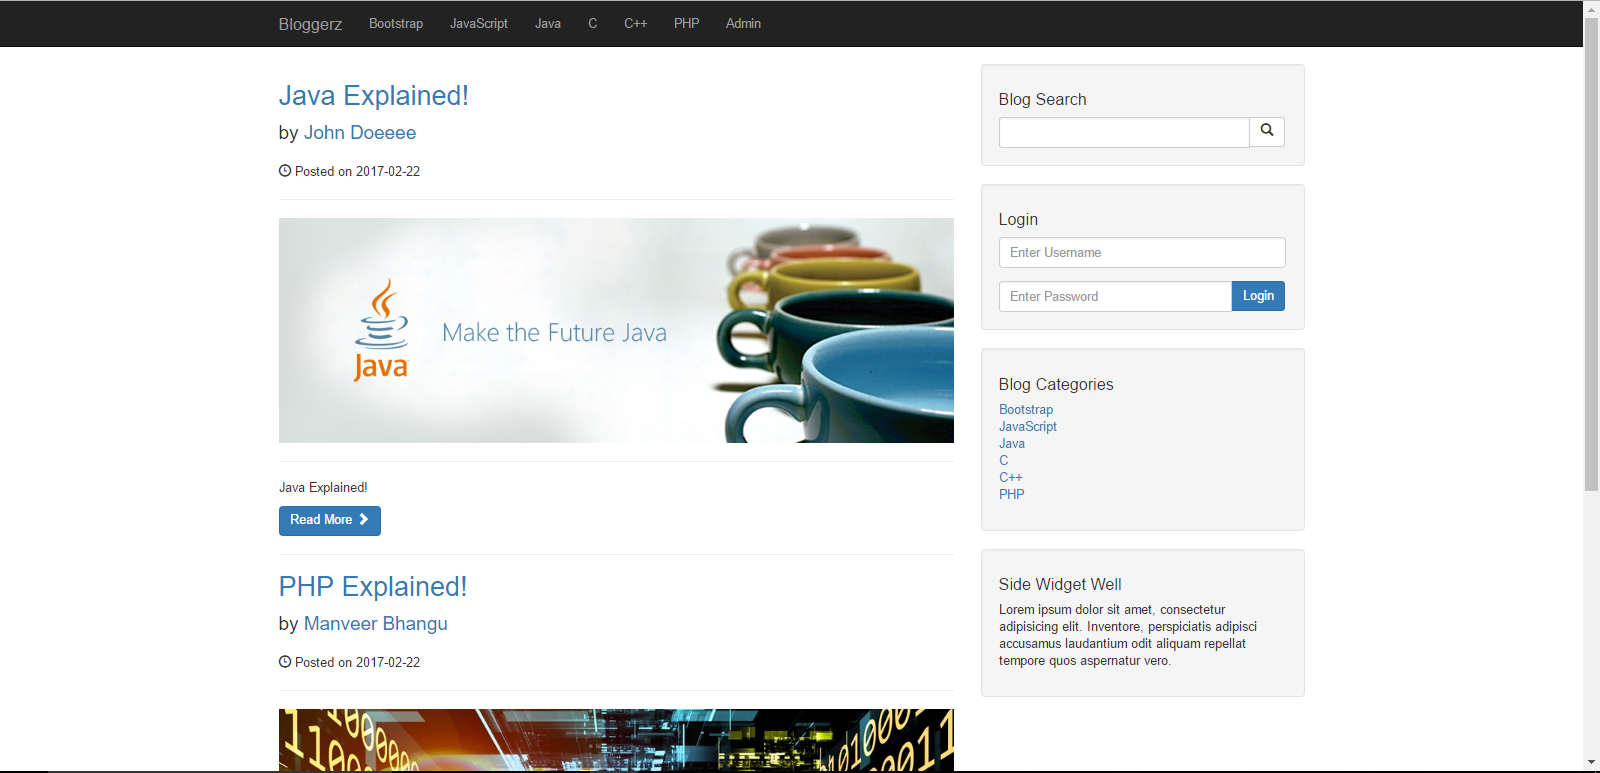 Bloggerz Bootstrap JavaScript Java C C++ PHP Admin
Java Explained!
by John Doeeee
Posted on 2017-02-22
Java
Make the Future Java
Java Explained!
Read More
PHP Explained!
by Manveer Bhangu
Posted on 2017-02-22
Blog Search
Login
Enter Username
Enter Password
Login
Blog Categories
Bootstrap
JavaScript
Java
C
C++
PHP
Side Widget Well
Lorem ipsum dolor sit amet, consectetur
adipisicing elit. Inventore, perspiciatis adipisci
accusamus laudantium odit aliquam repellat
tempore quos aspernatur vero.